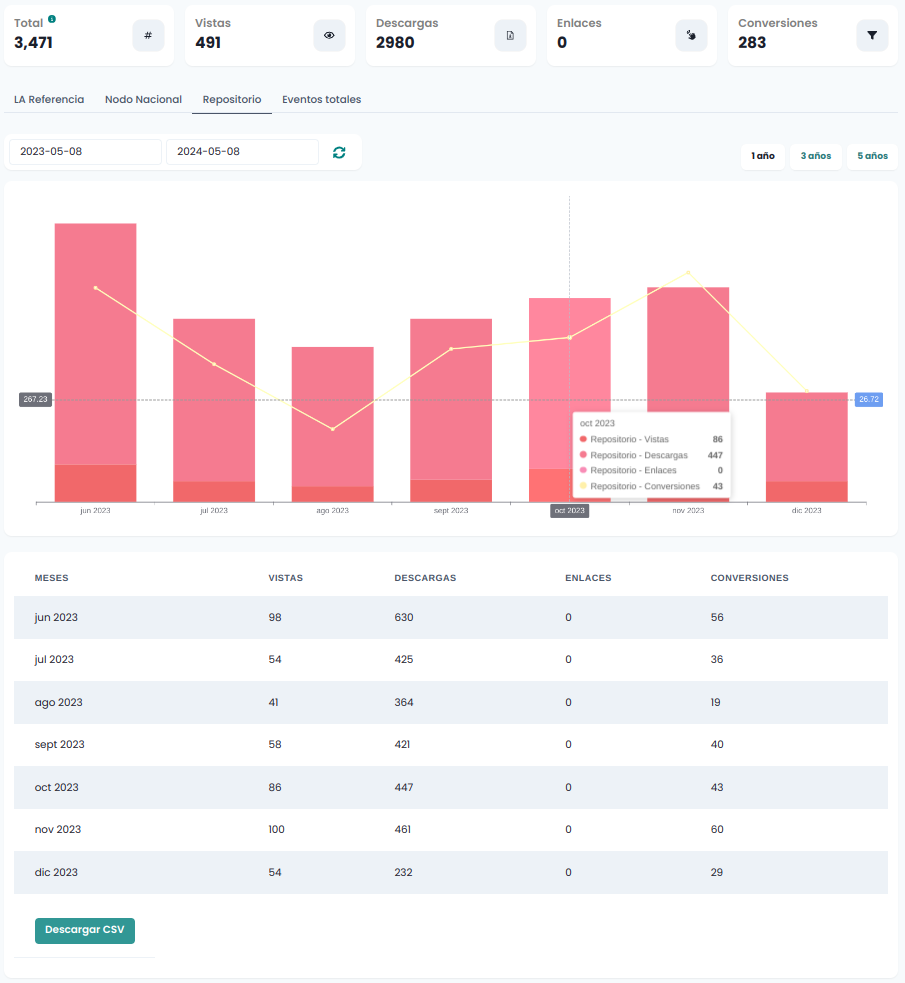 Total
3,471
#
Vistas
491
Descargas
2980
Enlaces
0
Conversiones
283
LA Referencia Nodo Nacional Repositorio Eventos totales
2023-05-08 2024-05-08
1 año 3 años 5 años
267.23
26.72
oct 2023
Repositorio - Vistas 86
Repositorio - Descargas 447
Repositorio - Enlaces 0
Repositorio - Conversiones 43
jun 2023 jul 2023 ago 2023 sept 2023 oct 2023 nov 2023 dic 2023
MESES VISTAS DESCARGAS ENLACES CONVERSIONES
jun 2023 98 630 0 56
jul 2023 54 425 0 36
ago 2023 41 364 0 19
sept 2023 58 421 0 40
oct 2023 86 447 0 43
nov 2023 100 461 0 60
dic 2023 54 232 0 29
Descargar CSV